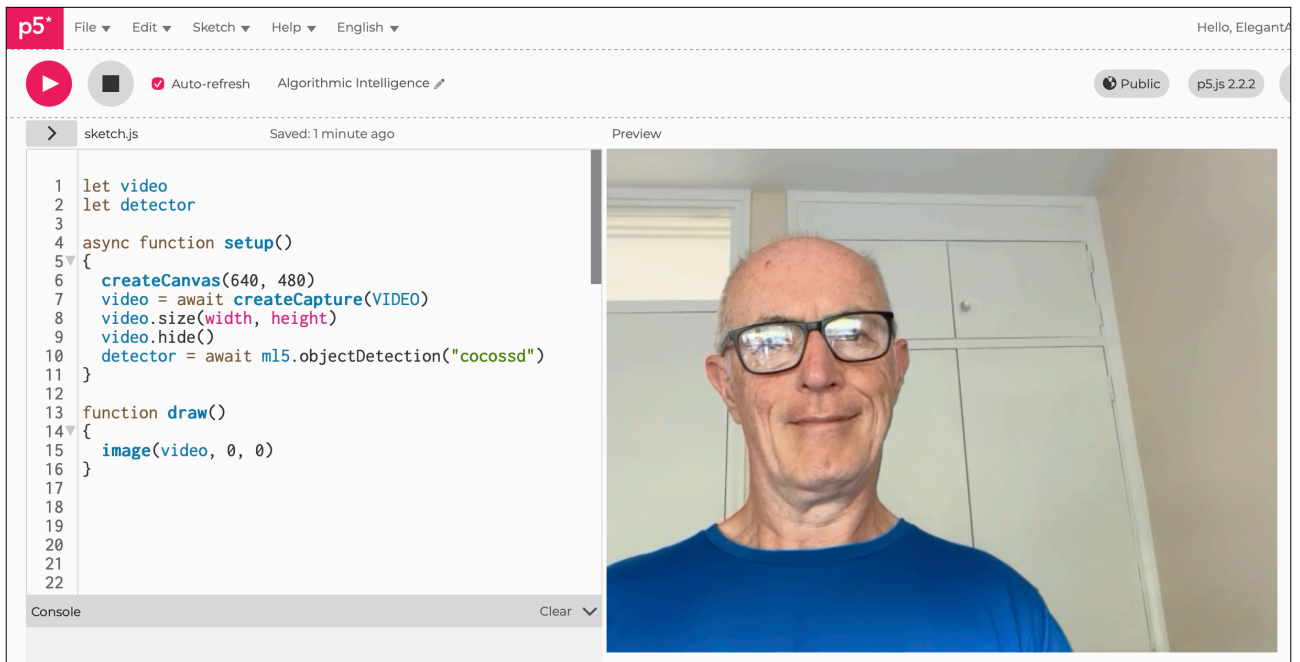 p5* File Edit Sketch Help English Hello, ElegantA
Auto-refresh Algorithmic Intelligence Public p5.js 2.2.2
> sketch.js Saved: 1 minute ago Preview
1 let video
2 let detector
3
4 async function setup()
5 {
6 createCanvas(640, 480)
7 video = await createCapture(VIDEO)
8 video.size(width, height)
9 video.hide()
10 detector = await ml5.objectDetection("cocossd")
11 }
12
13 function draw()
14 {
15 image(video, 0, 0)
16 }
17
18
19
20
21
22
Console Clear